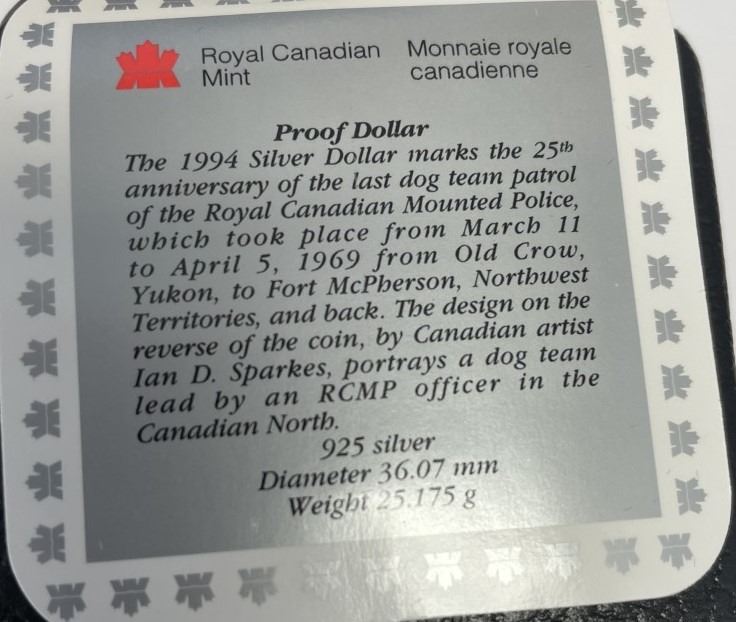 Royal Canadian Mint
Monnaie royale canadienne
Proof Dollar
The 1994 Silver Dollar marks the 25th
anniversary of the last dog team patrol
of the Royal Canadian Mounted Police,
which took place from March 11
to April 5, 1969 from Old Crow,
Yukon, to Fort McPherson, Northwest
Territories, and back. The design on the
reverse of the coin, by Canadian artist
Ian D. Sparkes, portrays a dog team
lead by an RCMP officer in the
Canadian North.
925 silver
Diameter 36.07 mm
Weight 25.175 g